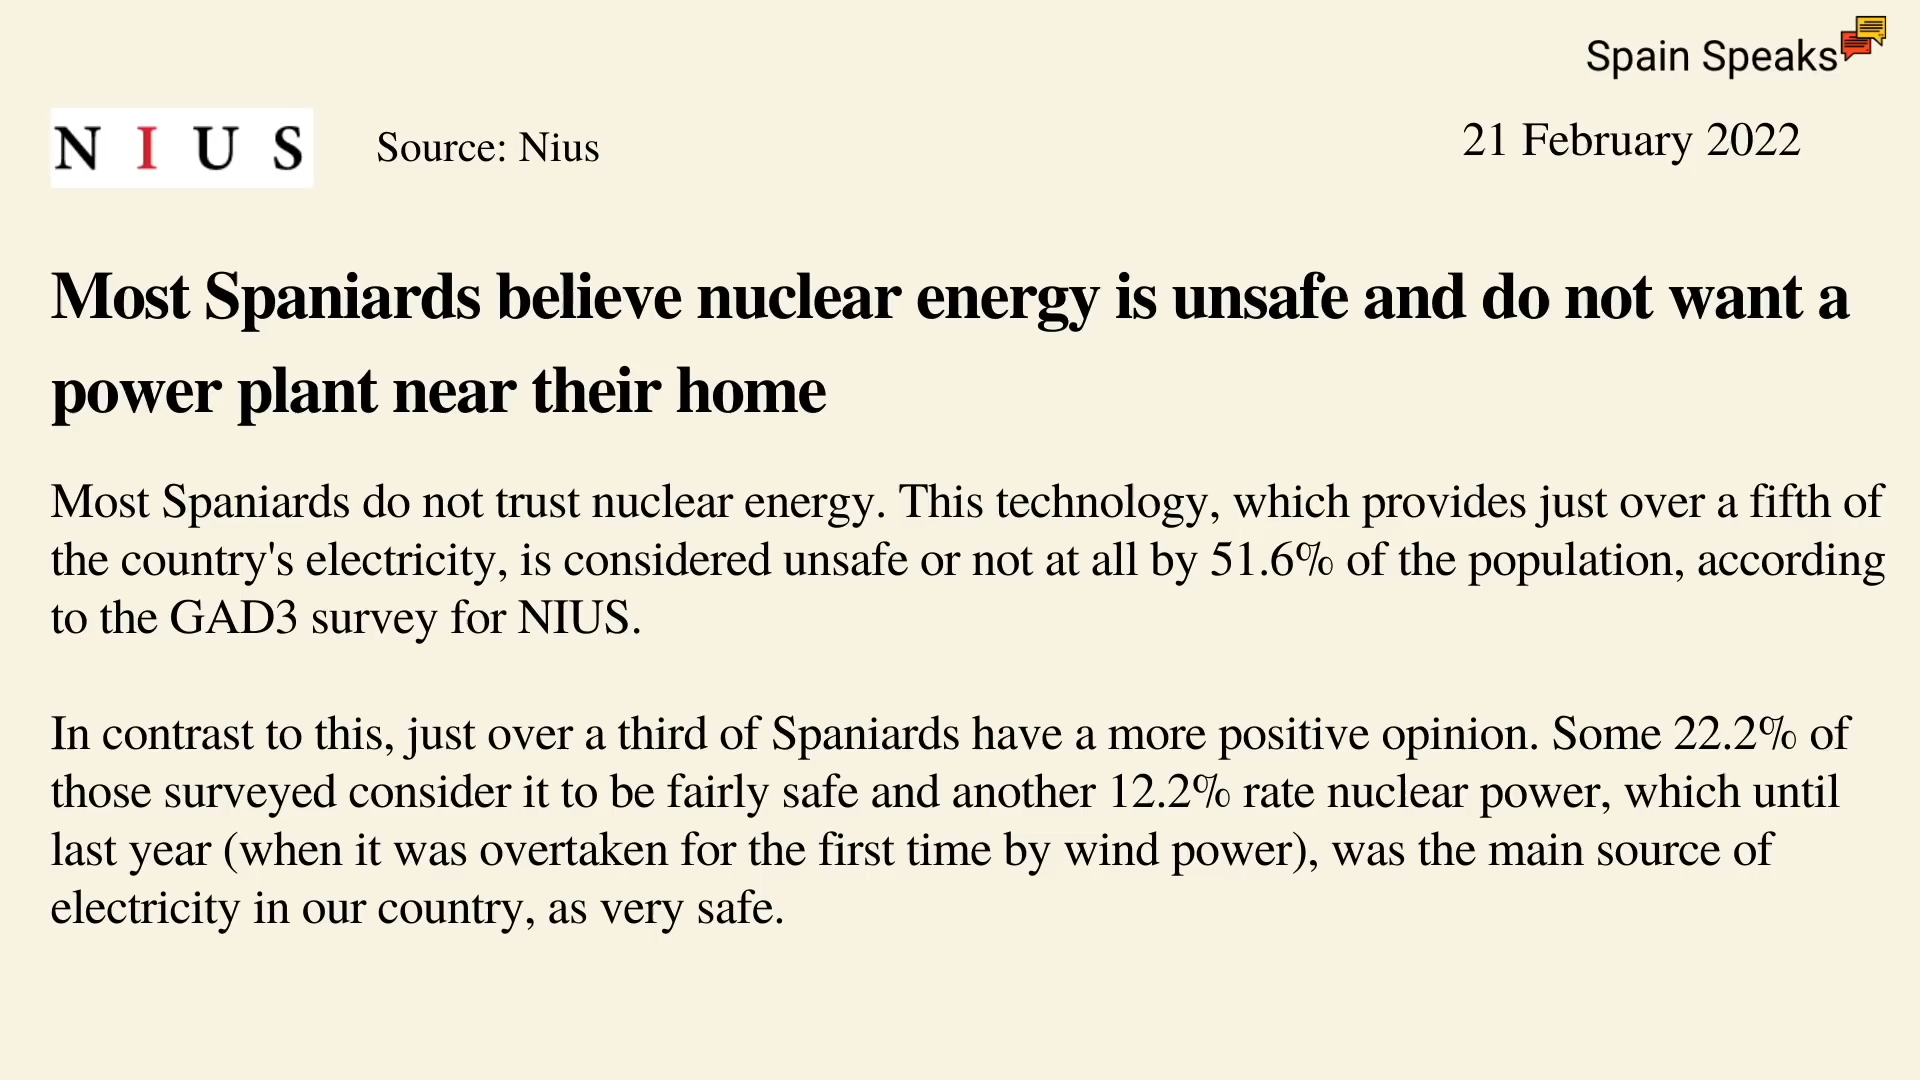 Spain Speaks
NIUS
Source: Nius
21 February 2022
Most Spaniards believe nuclear energy is unsafe and do not want a
power plant near their home
Most Spaniards do not trust nuclear energy. This technology, which provides just over a fifth of
the country's electricity, is considered unsafe or not at all by 51.6% of the population, according
to the GAD3 survey for NIUS.
In contrast to this, just over a third of Spaniards have a more positive opinion. Some 22.2% of
those surveyed consider it to be fairly safe and another 12.2% rate nuclear power, which until
last year (when it was overtaken for the first time by wind power), was the main source of
electricity in our country, as very safe.